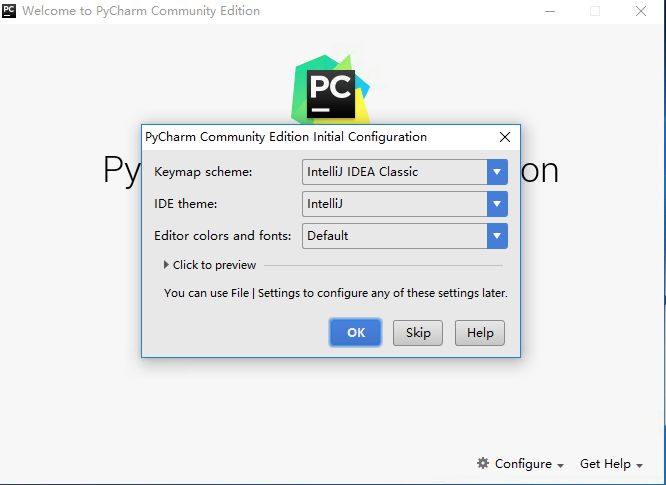 PC Welcome to PyCharm Community Edition
PC
PyCharm Community Edition Initial Configuration
Py on
Keymap scheme: IntelliJ IDEA Classic
IDE theme: IntelliJ
Editor colors and fonts: Default
Click to preview
You can use File | Settings to configure any of these settings later.
OK Skip Help
Configure Get Help